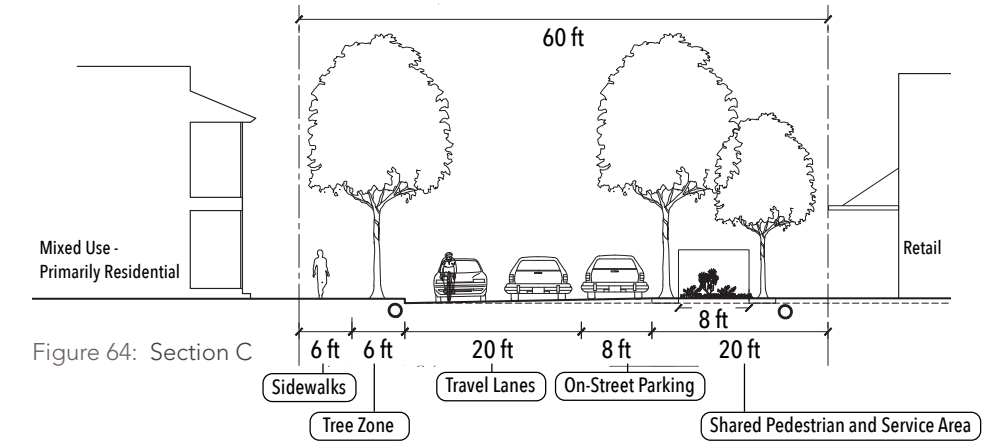 60 ft
Mixed Use -
Primarily Residential
Retail
8 ft
Figure 64: Section C
6 ft
6 ft
20 ft
8 ft
20 ft
Sidewalks
Travel Lanes
On-Street Parking
Tree Zone
Shared Pedestrian and Service Area